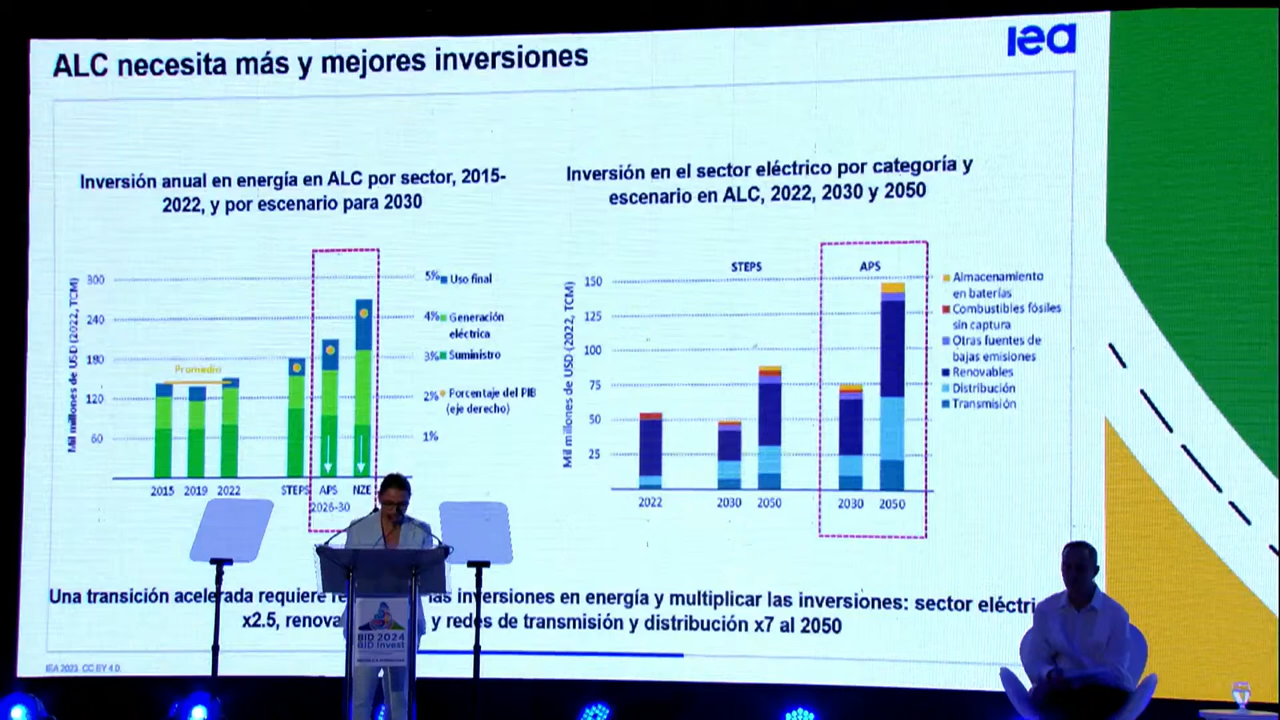 ALC necesita más y mejores inversiones
iea
Inversión anual en energía en ALC por sector, 2015-
2022, y por escenario para 2030
Mil millones de USD (2022, TCM)
300
240
180
120
60
Promedio
2015
2019
2022
STEPS
APS
NZE
2026-30
5%
4%
3%
2%
1%
Uso final
Generación
eléctrica
Suministro
Porcentaje del PIB
(eje derecho)
Inversión en el sector eléctrico por categoría y
escenario en ALC, 2022, 2030 y 2050
Mil millones de USD (2022, TCM)
150
125
100
75
50
25
STEPS
APS
2022
2030
2050
2030
2050
Almacenamiento
en baterías
Combustibles fósiles
sin captura
Otras fuentes de
bajas emisiones
Renovables
Distribución
Transmisión
Una transición acelerada requiere las inversiones en energía y multiplicar las inversiones: sector
x2.5, y redes de transmisión y distribución x7 al 2050
IEA 2023. CC BY 4.0.
BID 2024
BID Invest